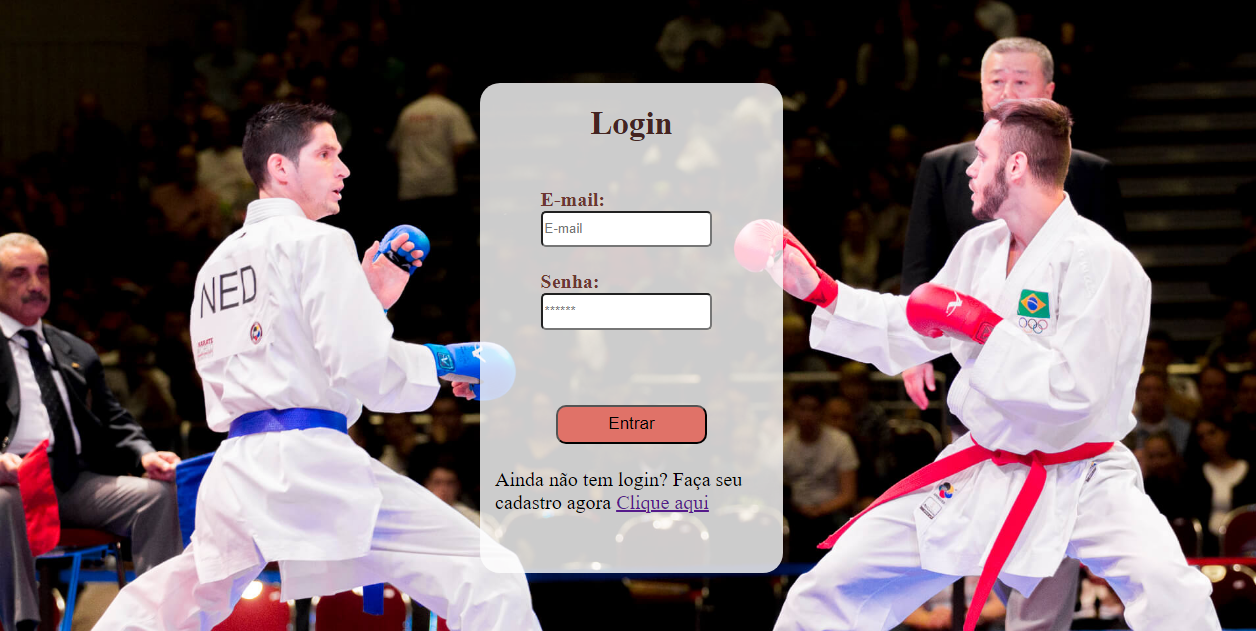 Login
E-mail:
E-mail
Senha:
******
Entrar
Ainda não tem login? Faça seu
cadastro agora Clique aqui
NED